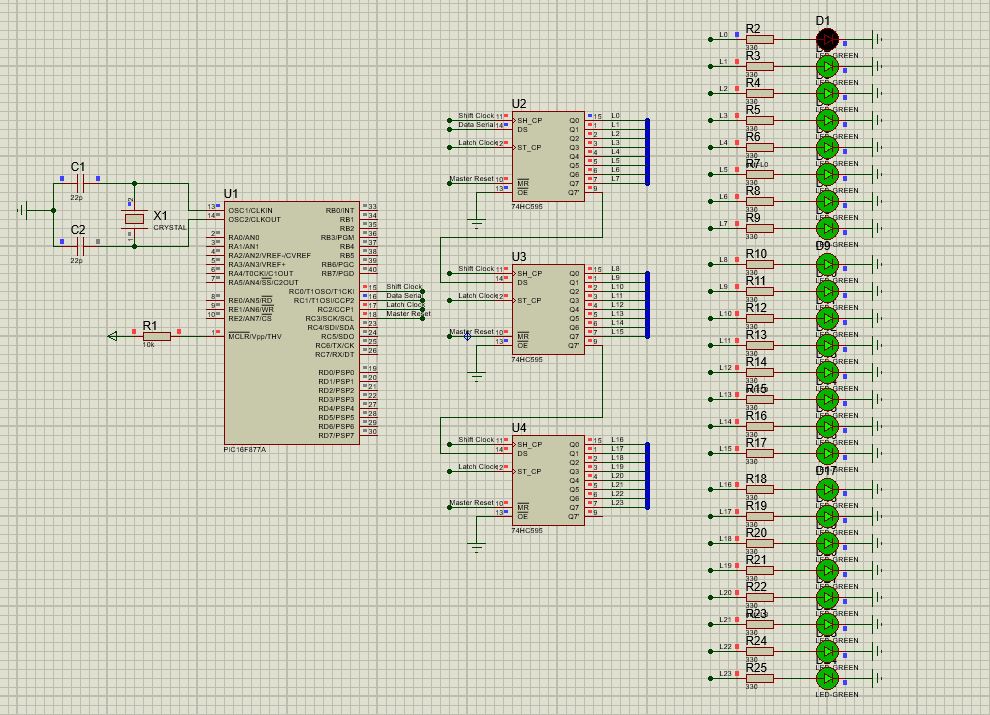 C1
22p
C2
22p
X1
CRYSTAL
R1
10k
U1
13 OSC1/CLKIN
14 OSC2/CLKOUT
2 RA0/AN0
3 RA1/AN1
4 RA2/AN2/VREF-/CVREF
5 RA3/AN3/VREF+
6 RA4/T0CKI/C1OUT
7 RA5/AN4/SS/C2OUT
8 RE0/AN5/RD
9 RE1/AN6/WR
10 RE2/AN7/CS
1 MCLR/Vpp/THV
RB0/INT 33
RB1 34
RB2 35
RB3/PGM 36
RB4 37
RB5 38
RB6/PGC 39
RB7/PGD 40
RC0/T1OSO/T1CKI 15 Shift Clock
RC1/T1OSI/CCP2 16 Data Serial
RC2/CCP1 17 Latch Clock
RC3/SCK/SCL 18 Master Reset
RC4/SDI/SDA 23
RC5/SDO 24
RC6/TX/CK 25
RC7/RX/DT 26
RD0/PSP0 19
RD1/PSP1 20
RD2/PSP2 21
RD3/PSP3 22
RD4/PSP4 27
RD5/PSP5 28
RD6/PSP6 29
RD7/PSP7 30
PIC16F877A
U2
Shift Clock 11 SH_CP Q0 15 L0
Data Serial 14 DS Q1 1 L1
Q2 2 L2
Latch Clock 12 ST_CP Q3 3 L3
Q4 4 L4
Q5 5 L5
Q6 6 L6
Master Reset 10 MR Q7 7 L7
13 OE Q7' 9
74HC595
U3
Shift Clock 11 SH_CP Q0 15 L8
14 DS Q1 1 L9
Q2 2 L10
Latch Clock 12 ST_CP Q3 3 L11
Q4 4 L12
Q5 5 L13
Q6 6 L14
Master Reset 10 MR Q7 7 L15
13 OE Q7' 9
74HC595
U4
Shift Clock 11 SH_CP Q0 15 L16
14 DS Q1 1 L17
Q2 2 L18
Latch Clock 12 ST_CP Q3 3 L19
Q4 4 L20
Q5 5 L21
Q6 6 L22
Master Reset 10 MR Q7 7 L23
13 OE Q7' 9
74HC595
D1
L0 R2 330 LED-GREEN
L1 R3 330 LED-GREEN
L2 R4 330 LED-GREEN
L3 R5 330 LED-GREEN
L4 R6 330 LED-GREEN
L5 R7 330 LED-GREEN
L6 R8 330 LED-GREEN
L7 R9 330
D9
L8 R10 330 LED-GREEN
L9 R11 330 LED-GREEN
L10 R12 330 LED-GREEN
L11 R13 330 LED-GREEN
L12 R14 330 LED-GREEN
L13 R15 330 LED-GREEN
L14 R16 330 LED-GREEN
L15 R17 330 LED-GREEN
D17
L16 R18 330 LED-GREEN
L17 R19 330 LED-GREEN
L18 R20 330 LED-GREEN
L19 R21 330 LED-GREEN
L20 R22 330 LED-GREEN
L21 R23 330 LED-GREEN
L22 R24 330 LED-GREEN
L23 R25 330 LED-GREEN